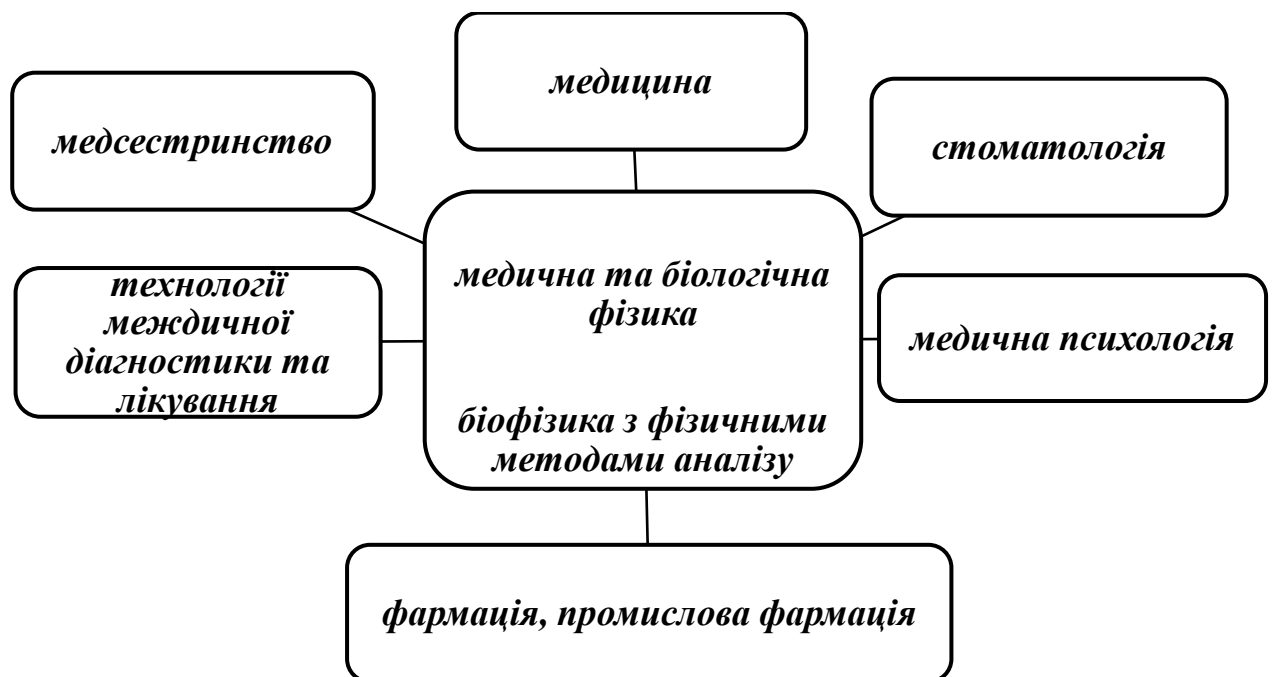 медицина
медсестринство
стоматологія
технології
междичної
діагностики та
лікування
медична та біологічна
фізика
біофізика з фізичними
методами аналізу
медична психологія
фармація, промислова фармація